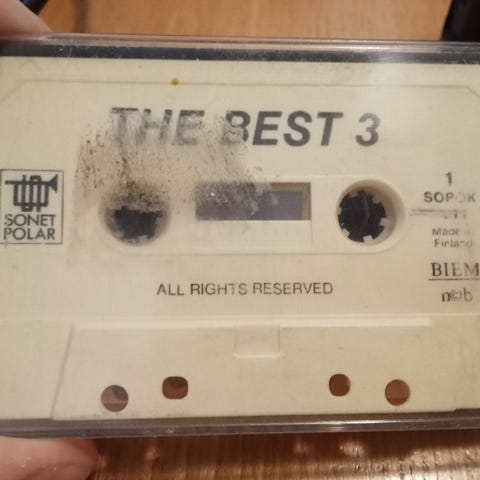 THE BEST 3
SONET
POLAR
1
SOPOK
Made in
Finland
BIEM
n©b
ALL RIGHTS RESERVED